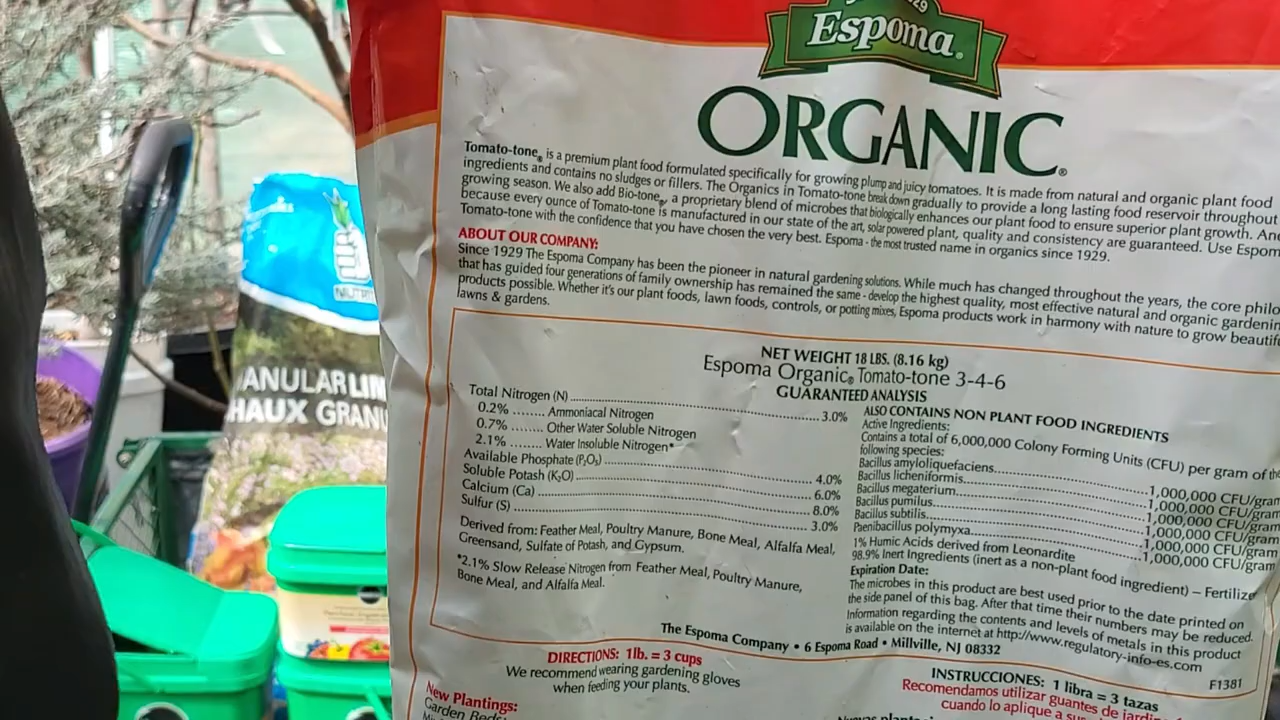 Espoma®
ORGANIC®
Tomato-tone® is a premium plant food formulated specifically for growing plump and juicy tomatoes. It is made from natural and organic plant food
ingredients and contains no sludges or fillers. The Organics in Tomato-tone break down gradually to provide a long lasting food reservoir throughout
growing season. We also add Bio-tone®, a proprietary blend of microbes that biologically enhances our plant food to ensure superior plant growth. And
because every ounce of Tomato-tone is manufactured in our state of the art, solar powered plant, quality and consistency are guaranteed. Use Espom
Tomato-tone with the confidence that you have chosen the very best. Espoma - the most trusted name in organics since 1929.
ABOUT OUR COMPANY:
Since 1929 The Espoma Company has been the pioneer in natural gardening solutions. While much has changed throughout the years, the core philo
that has guided four generations of family ownership has remained the same - develop the highest quality, most effective natural and organic gardenin
products possible. Whether it's our plant foods, lawn foods, controls, or potting mixes, Espoma products work in harmony with nature to grow beautif
lawns & gardens.
NET WEIGHT 18 LBS. (8.16 kg)
Espoma Organic® Tomato-tone 3-4-6
GUARANTEED ANALYSIS
Total Nitrogen (N) 3.0%
0.2% ........ Ammoniacal Nitrogen
0.7% ........ Other Water Soluble Nitrogen
2.1% ........ Water Insoluble Nitrogen*
Available Phosphate (P₂O₅) 4.0%
Soluble Potash (K₂O) 6.0%
Calcium (Ca) 8.0%
Sulfur (S) 3.0%
Derived from: Feather Meal, Poultry Manure, Bone Meal, Alfalfa Meal,
Greensand, Sulfate of Potash, and Gypsum.
*2.1% Slow Release Nitrogen from Feather Meal, Poultry Manure,
Bone Meal, and Alfalfa Meal.
ALSO CONTAINS NON PLANT FOOD INGREDIENTS
Active Ingredients:
Contains a total of 6,000,000 Colony Forming Units (CFU) per gram of the
following species:
Bacillus amyloliquefaciens 1,000,000 CFU/gram
Bacillus licheniformis 1,000,000 CFU/gram
Bacillus megaterium 1,000,000 CFU/gram
Bacillus pumilus 1,000,000 CFU/gram
Bacillus subtilis 1,000,000 CFU/gram
Paenibacillus polymyxa 1,000,000 CFU/gram
1% Humic Acids derived from Leonardite
98.9% Inert Ingredients (inert as a non-plant food ingredient) – Fertilize
Expiration Date:
The microbes in this product are best used prior to the date printed on
the side panel of this bag. After that time their numbers may be reduced.
Information regarding the contents and levels of metals in this product
is available on the internet at http://www.regulatory-info-es.com
The Espoma Company • 6 Espoma Road • Millville, NJ 08332
F1381
DIRECTIONS: 1lb. = 3 cups
We recommend wearing gardening gloves
when feeding your plants.
New Plantings:
Garden Beds
INSTRUCCIONES: 1 libra = 3 tazas
Recomendamos utilizar guantes de jardin
cuando lo aplique a sus
ANULAR LIM
HAUX GRANU
NUTRI